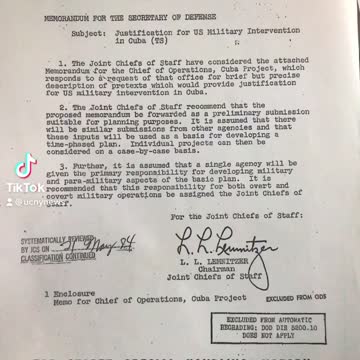 MEMORANDUM FOR THE SECRETARY OF DEFENSE
Subject: Justification for US Military Intervention
in Cuba (TS)
1. The Joint Chiefs of Staff have considered the attached
Memorandum for the Chief of Operations, Cuba Project, which
responds to a request of that office for brief but precise
description of pretexts which would provide justification
for US military intervention in Cuba.
2. The Joint Chiefs of Staff recommend that the
proposed memorandum be forwarded as a preliminary submission
suitable for planning purposes. It is assumed that there
will be similar submissions from other agencies and that
these inputs will be used as a basis for developing a
time-phased plan. Individual projects can then be
considered on a case-by-case basis.
3. Further, it is assumed that a single agency will be
given the primary responsibility for developing military
and para-military aspects of the basic plan. It is
recommended that this responsibility for both overt and
covert military operations be assigned the Joint Chiefs of
Staff.
TikTok
For the Joint Chiefs of Staff:
SYSTEMATICALLY REVIEWED
BY JCS ON 21 May 84
CLASSIFICATION CONTINUED
L. L. Lemnitzer
L. L. LEMNITZER
Chairman
Joint Chiefs of Staff
1 Enclosure
Memo for Chief of Operations, Cuba Project
EXCLUDED FROM GDS
EXCLUDED FROM AUTOMATIC
REGRADING: DOD DIR 5200.10
DOES NOT APPLY